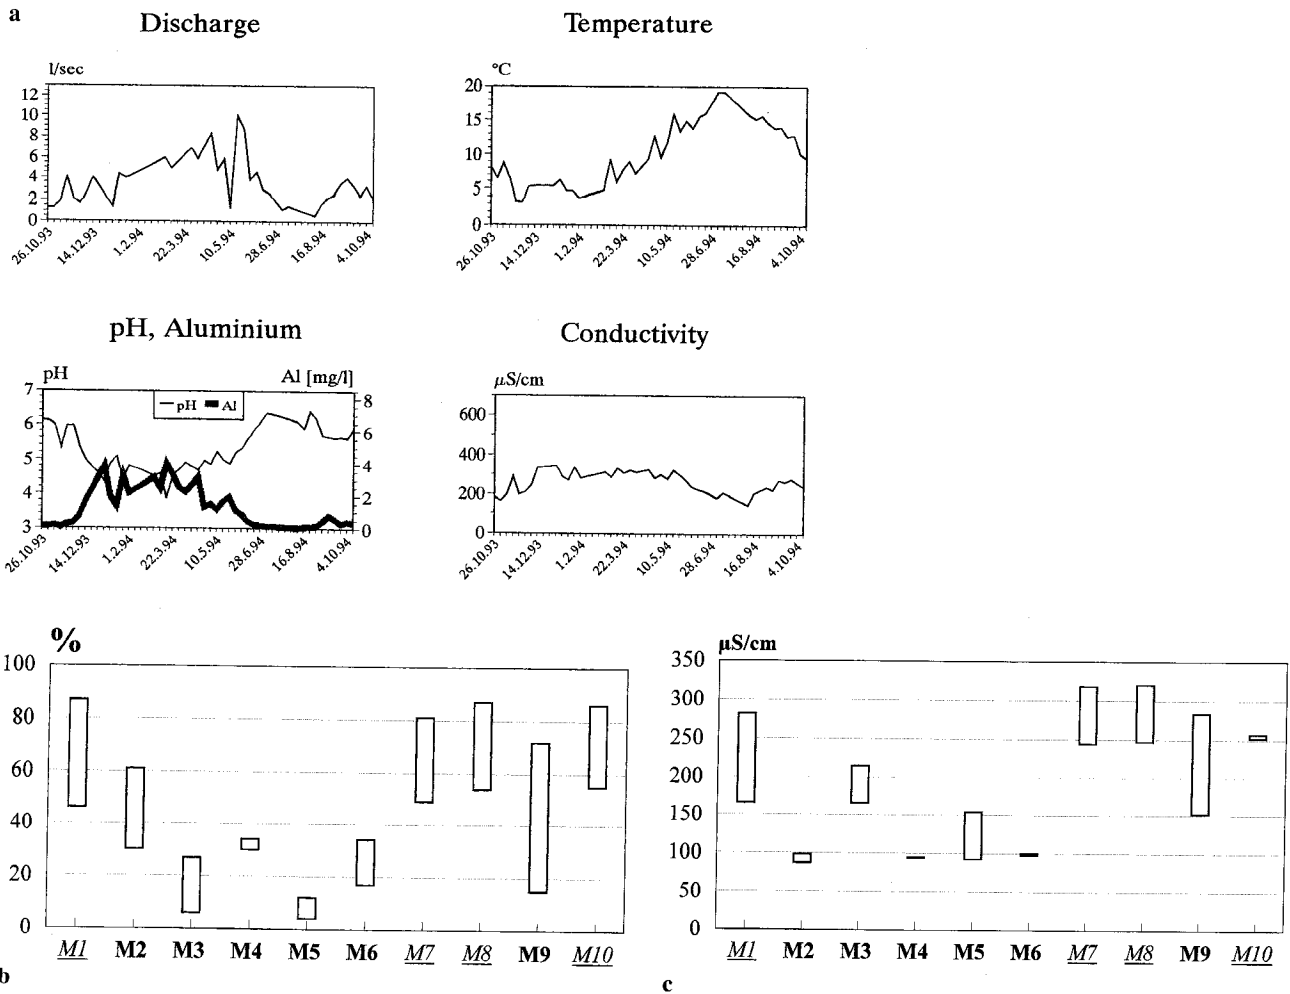 a
Discharge
Temperature
l/sec
°C
12
10
8
6
4
2
0
20
15
10
5
0
26.10.93 14.12.93 1.2.94 22.3.94 10.5.94 28.6.94 16.8.94 4.10.94
26.10.93 14.12.93 1.2.94 22.3.94 10.5.94 28.6.94 16.8.94 4.10.94
pH, Aluminium
Conductivity
pH
Al [mg/l]
µS/cm
7
6
5
4
3
pH Al
8
6
4
2
0
600
400
200
0
26.10.93 14.12.93 1.2.94 22.3.94 10.5.94 28.6.94 16.8.94 4.10.94
26.10.93 14.12.93 1.2.94 22.3.94 10.5.94 28.6.94 16.8.94 4.10.94
%
100
80
60
40
20
0
M1 M2 M3 M4 M5 M6 M7 M8 M9 M10
b
µS/cm
350
300
250
200
150
100
50
0
M1 M2 M3 M4 M5 M6 M7 M8 M9 M10
c